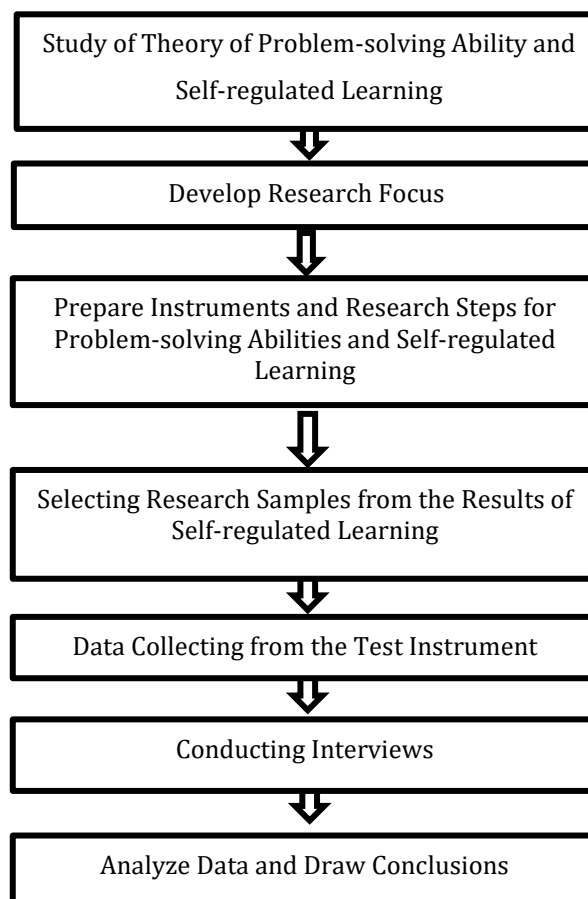 Study of Theory of Problem-solving Ability and
Self-regulated Learning
Develop Research Focus
Prepare Instruments and Research Steps for
Problem-solving Abilities and Self-regulated
Learning
Selecting Research Samples from the Results of
Self-regulated Learning
Data Collecting from the Test Instrument
Conducting Interviews
Analyze Data and Draw Conclusions